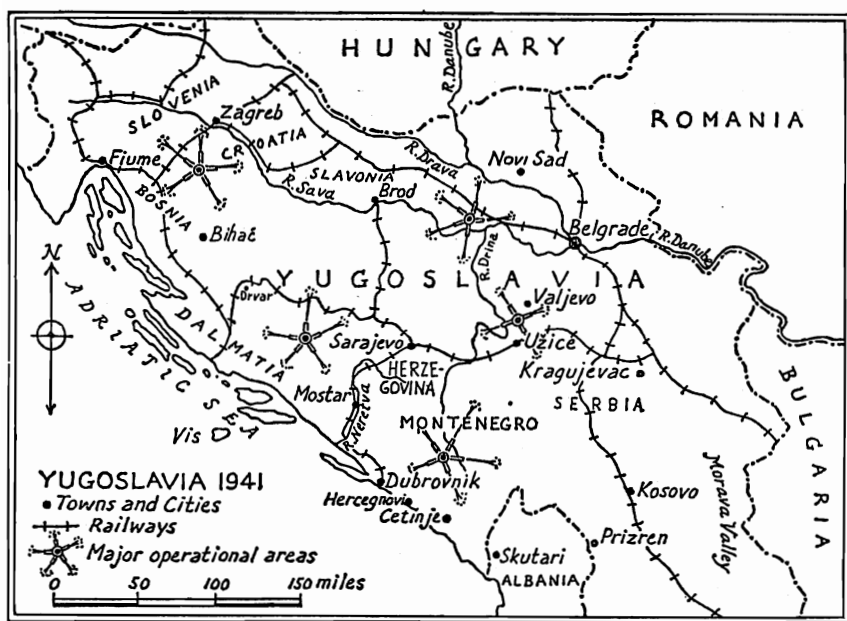 HUNGARY
R. Danube
ROMANIA
SLOVENIA
Zagreb
CROATIA
Fiume
R. Drava
Novi Sad
SLAVONIA
BOSNIA
R. Sava
Brod
Bihač
Belgrade
R. Danube
N
R. Drina
YUGOSLAVIA
Drvar
Valjevo
ADRIATIC SEA
DALMATIA
Sarajevo
Užice
HERZE-
GOVINA
Kragujevac
Mostar
SERBIA
BULGARIA
R. Neretva
MONTENEGRO
Vis
YUGOSLAVIA 1941
Dubrovnik
Towns and Cities
Hercegnovi
Kosovo
Morava Valley
Cetinje
Railways
Prizren
Major operational areas
Skutari
ALBANIA
0 50 100 150 miles